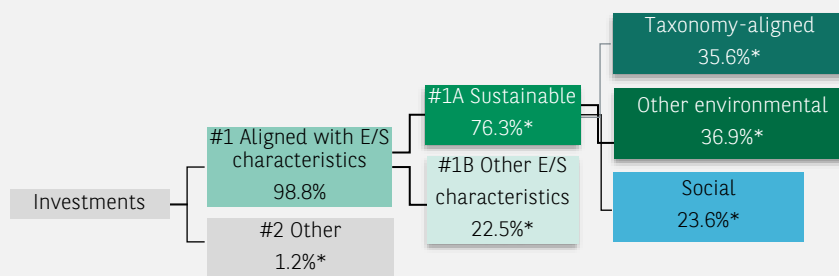 Taxonomy-aligned
35.6%*
#1A Sustainable
76.3%*
Other environmental
36.9%*
#1 Aligned with E/S
characteristics
98.8%
#1B Other E/S
characteristics
22.5%*
Social
23.6%*
Investments
#2 Other
1.2%*